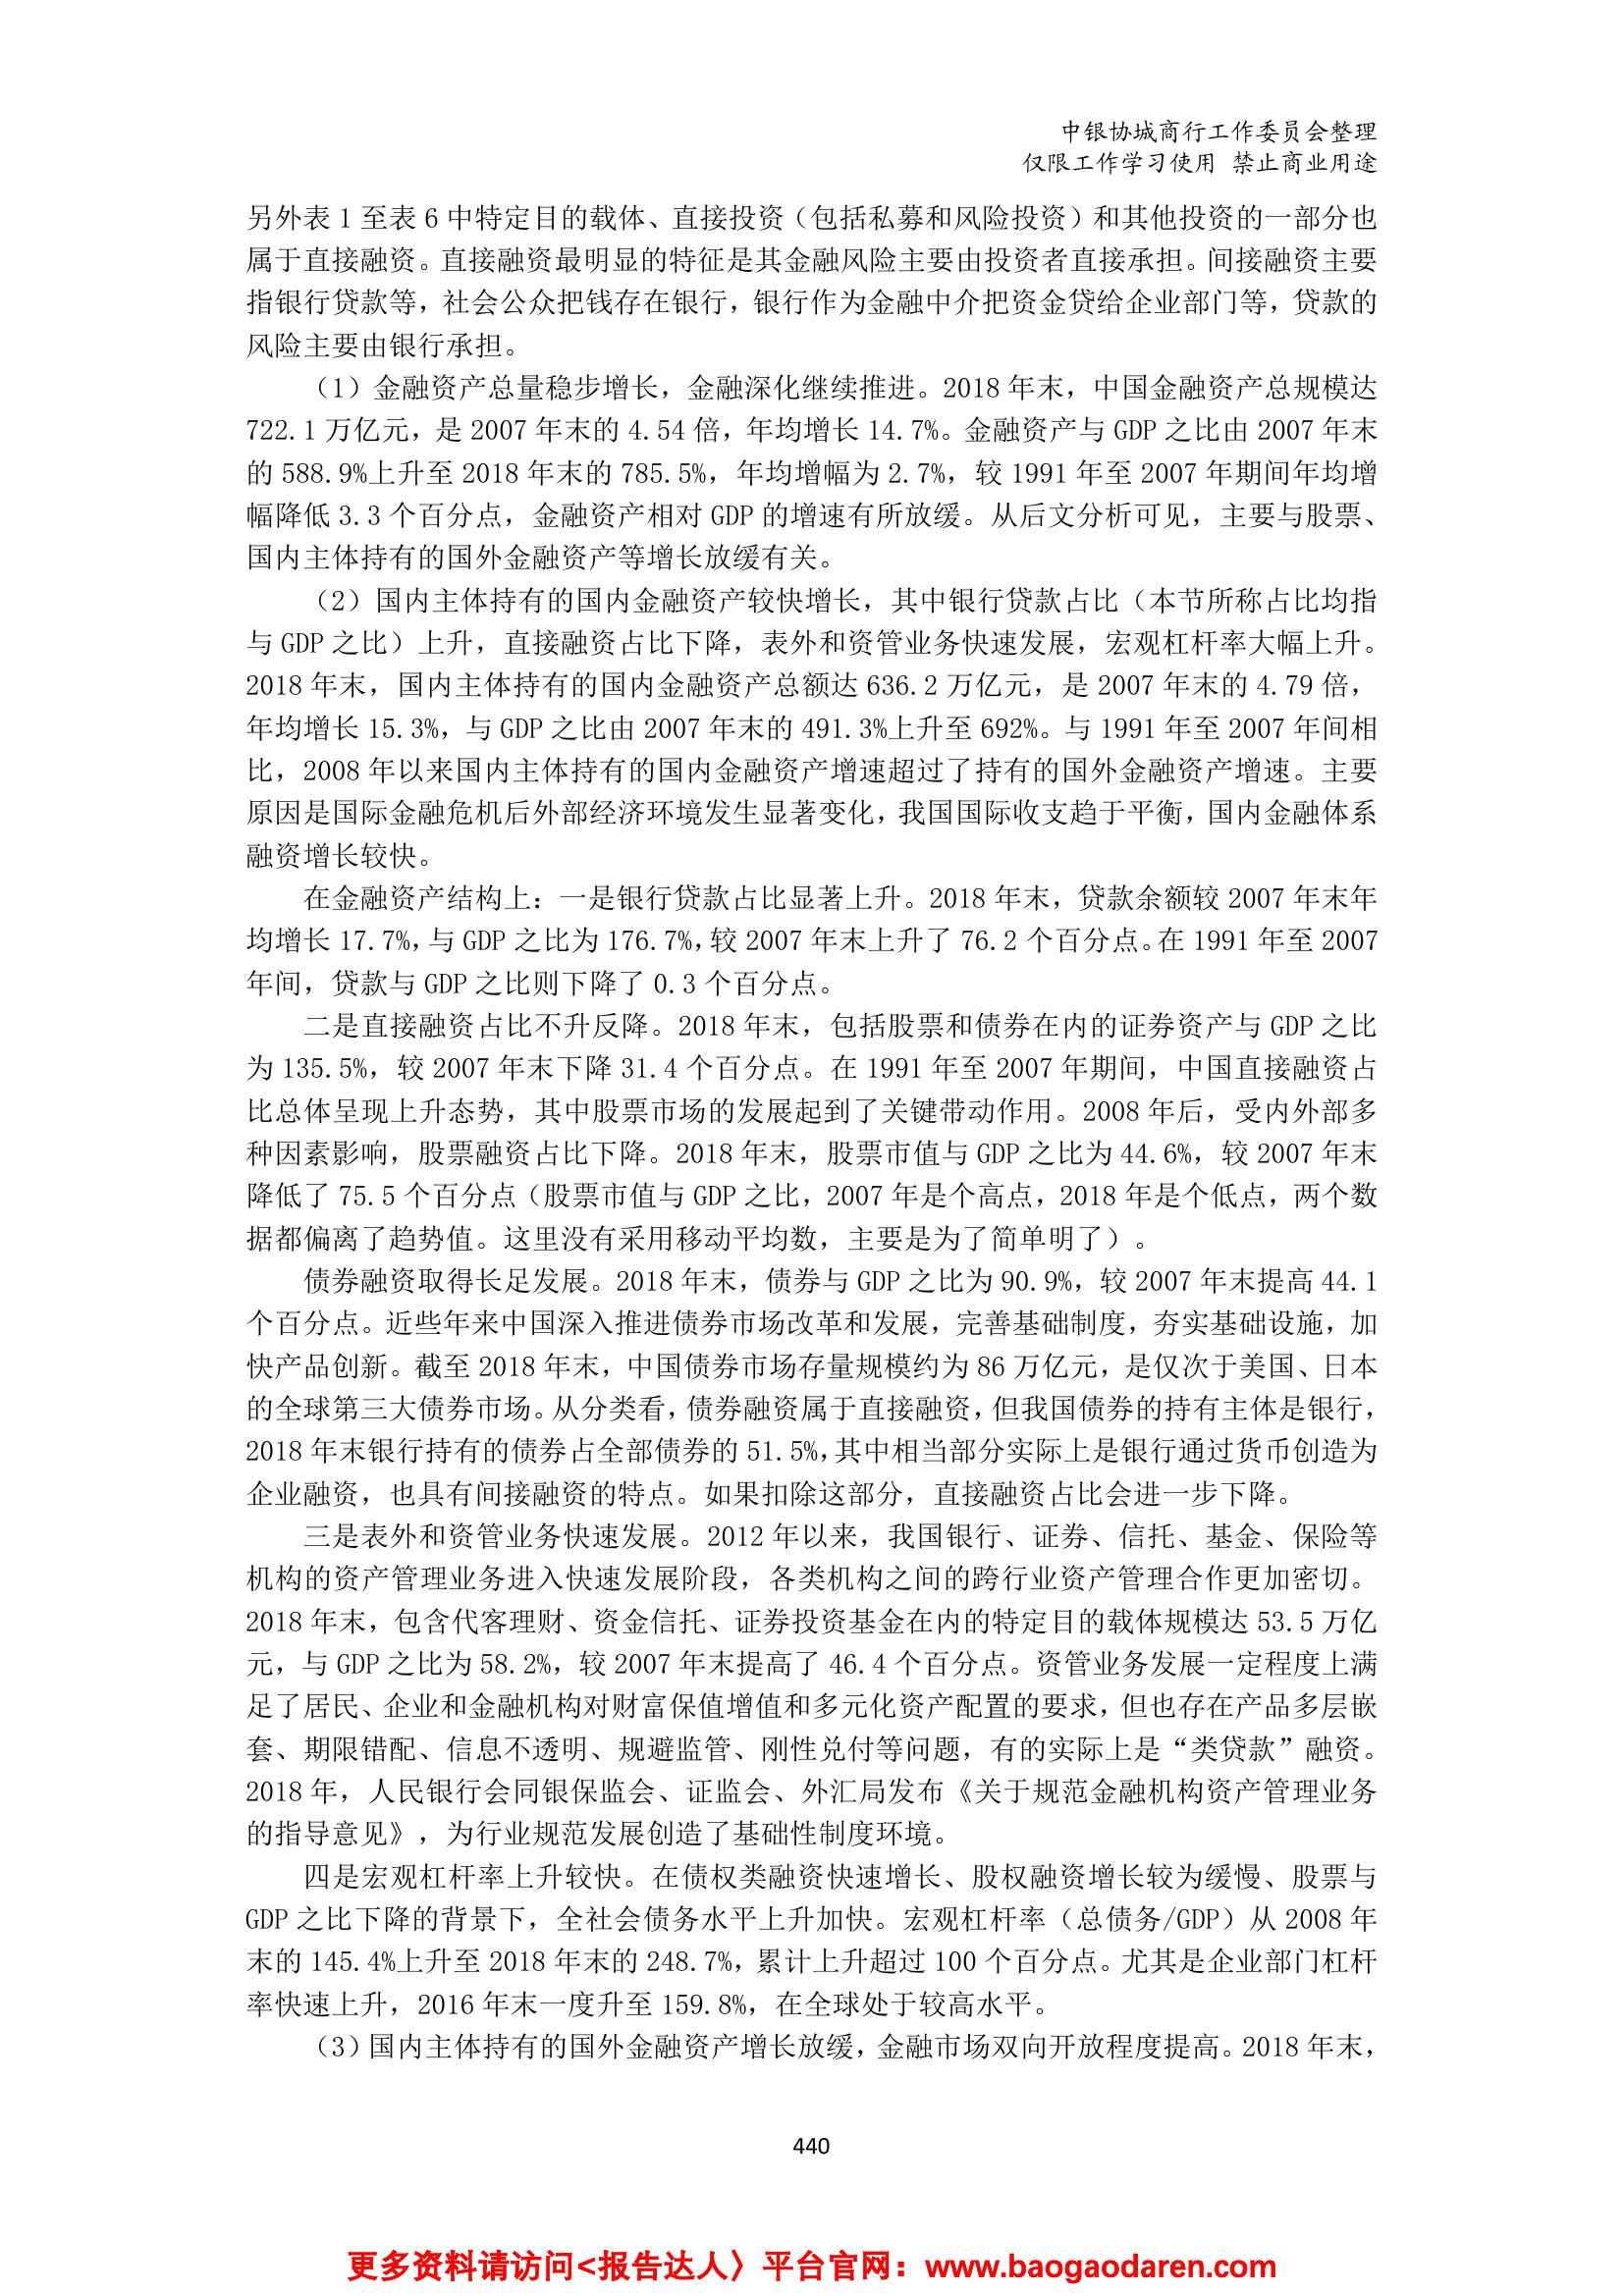 中银协城商行工作委员会整理
仅限工作学习使用 禁止商业用途
另外表 1 至表 6 中特定目的载体、直接投资（包括私募和风险投资）和其他投资的一部分也
属于直接融资。直接融资最明显的特征是其金融风险主要由投资者直接承担。间接融资主要
指银行贷款等，社会公众把钱存在银行，银行作为金融中介把资金贷给企业部门等，贷款的
风险主要由银行承担。
（1）金融资产总量稳步增长，金融深化继续推进。2018 年末，中国金融资产总规模达
722.1 万亿元，是 2007 年末的 4.54 倍，年均增长 14.7%。金融资产与 GDP 之比由 2007 年末
的 588.9%上升至 2018 年末的 785.5%，年均增幅为 2.7%，较 1991 年至 2007 年期间年均增
幅降低 3.3 个百分点，金融资产相对 GDP 的增速有所放缓。从后文分析可见，主要与股票、
国内主体持有的国外金融资产等增长放缓有关。
（2）国内主体持有的国内金融资产较快增长，其中银行贷款占比（本节所称占比均指
与 GDP 之比）上升，直接融资占比下降，表外和资管业务快速发展，宏观杠杆率大幅上升。
2018 年末，国内主体持有的国内金融资产总额达 636.2 万亿元，是 2007 年末的 4.79 倍，
年均增长 15.3%，与 GDP 之比由 2007 年末的 491.3%上升至 692%。与 1991 年至 2007 年间相
比，2008 年以来国内主体持有的国内金融资产增速超过了持有的国外金融资产增速。主要
原因是国际金融危机后外部经济环境发生显著变化，我国国际收支趋于平衡，国内金融体系
融资增长较快。
在金融资产结构上：一是银行贷款占比显著上升。2018 年末，贷款余额较 2007 年末年
均增长 17.7%，与 GDP 之比为 176.7%，较 2007 年末上升了 76.2 个百分点。在 1991 年至 2007
年间，贷款与 GDP 之比则下降了 0.3 个百分点。
二是直接融资占比不升反降。2018 年末，包括股票和债券在内的证券资产与 GDP 之比
为 135.5%，较 2007 年末下降 31.4 个百分点。在 1991 年至 2007 年期间，中国直接融资占
比总体呈现上升态势，其中股票市场的发展起到了关键带动作用。2008 年后，受内外部多
种因素影响，股票融资占比下降。2018 年末，股票市值与 GDP 之比为 44.6%，较 2007 年末
降低了 75.5 个百分点（股票市值与 GDP 之比，2007 年是个高点，2018 年是个低点，两个数
据都偏离了趋势值。这里没有采用移动平均数，主要是为了简单明了）。
债券融资取得长足发展。2018 年末，债券与 GDP 之比为 90.9%，较 2007 年末提高 44.1
个百分点。近些年来中国深入推进债券市场改革和发展，完善基础制度，夯实基础设施，加
快产品创新。截至 2018 年末，中国债券市场存量规模约为 86 万亿元，是仅次于美国、日本
的全球第三大债券市场。从分类看，债券融资属于直接融资，但我国债券的持有主体是银行，
2018 年末银行持有的债券占全部债券的 51.5%，其中相当部分实际上是银行通过货币创造为
企业融资，也具有间接融资的特点。如果扣除这部分，直接融资占比会进一步下降。
三是表外和资管业务快速发展。2012 年以来，我国银行、证券、信托、基金、保险等
机构的资产管理业务进入快速发展阶段，各类机构之间的跨行业资产管理合作更加密切。
2018 年末，包含代客理财、资金信托、证券投资基金在内的特定目的载体规模达 53.5 万亿
元，与 GDP 之比为 58.2%，较 2007 年末提高了 46.4 个百分点。资管业务发展一定程度上满
足了居民、企业和金融机构对财富保值增值和多元化资产配置的要求，但也存在产品多层嵌
套、期限错配、信息不透明、规避监管、刚性兑付等问题，有的实际上是“类贷款”融资。
2018 年，人民银行会同银保监会、证监会、外汇局发布《关于规范金融机构资产管理业务
的指导意见》，为行业规范发展创造了基础性制度环境。
四是宏观杠杆率上升较快。在债权类融资快速增长、股权融资增长较为缓慢、股票与
GDP 之比下降的背景下，全社会债务水平上升加快。宏观杠杆率（总债务/GDP）从 2008 年
末的 145.4%上升至 2018 年末的 248.7%，累计上升超过 100 个百分点。尤其是企业部门杠杆
率快速上升，2016 年末一度升至 159.8%，在全球处于较高水平。
（3）国内主体持有的国外金融资产增长放缓，金融市场双向开放程度提高。2018 年末，
440
更多资料请访问<报告达人〉平台官网：www.baogaodaren.com